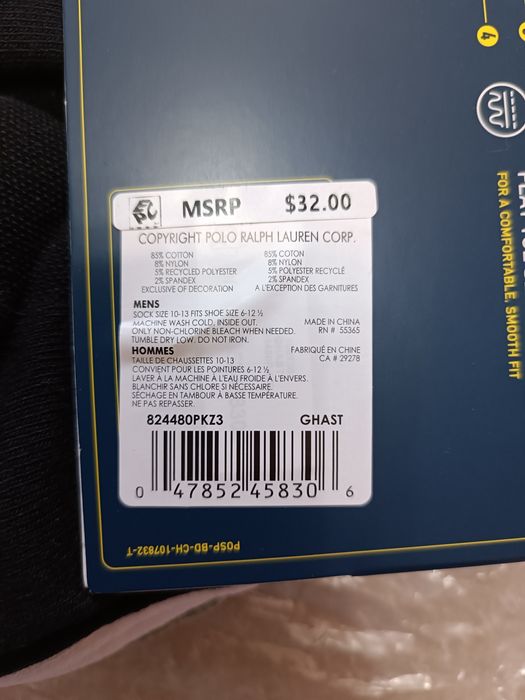 MSRP $32.00
COPYRIGHT POLO RALPH LAUREN CORP.
85% COTTON
8% NYLON
5% RECYCLED POLYESTER
2% SPANDEX
EXCLUSIVE OF DECORATION
85% COTON
8% NYLON
5% POLYESTER RECYCLÉ
2% SPANDEX
A L'EXCEPTION DES GARNITURES
MENS
SOCK SIZE 10-13 FITS SHOE SIZE 6-12 ½
MACHINE WASH COLD, INSIDE OUT.
ONLY NON-CHLORINE BLEACH WHEN NEEDED.
TUMBLE DRY LOW. DO NOT IRON.
MADE IN CHINA
RN # 55365
HOMMES
TAILLE DE CHAUSSETTES 10-13
CONVIENT POUR LES POINTURES 6-12 ½
LAVER À LA MACHINE À L'EAU FROIDE À L'ENVERS.
BLANCHIR SANS CHLORE SI NÉCESSAIRE.
SÉCHAGE EN TAMBOUR À BASSE TEMPÉRATURE.
NE PAS REPASSER.
FABRIQUÉ EN CHINE
CA # 29278
824480PKZ3 GHAST
0 47852 45830 6
POSP-BD-CH-107832-T
4
FOR A COMFORTABLE, SMOOTH FIT